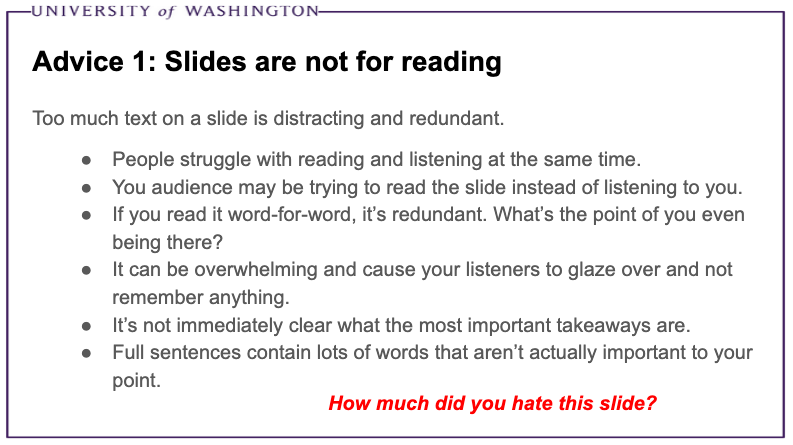 UNIVERSITY of WASHINGTON
Advice 1: Slides are not for reading
Too much text on a slide is distracting and redundant.
● People struggle with reading and listening at the same time.
● You audience may be trying to read the slide instead of listening to you.
● If you read it word-for-word, it’s redundant. What’s the point of you even
being there?
● It can be overwhelming and cause your listeners to glaze over and not
remember anything.
● It’s not immediately clear what the most important takeaways are.
● Full sentences contain lots of words that aren’t actually important to your
point.
How much did you hate this slide?